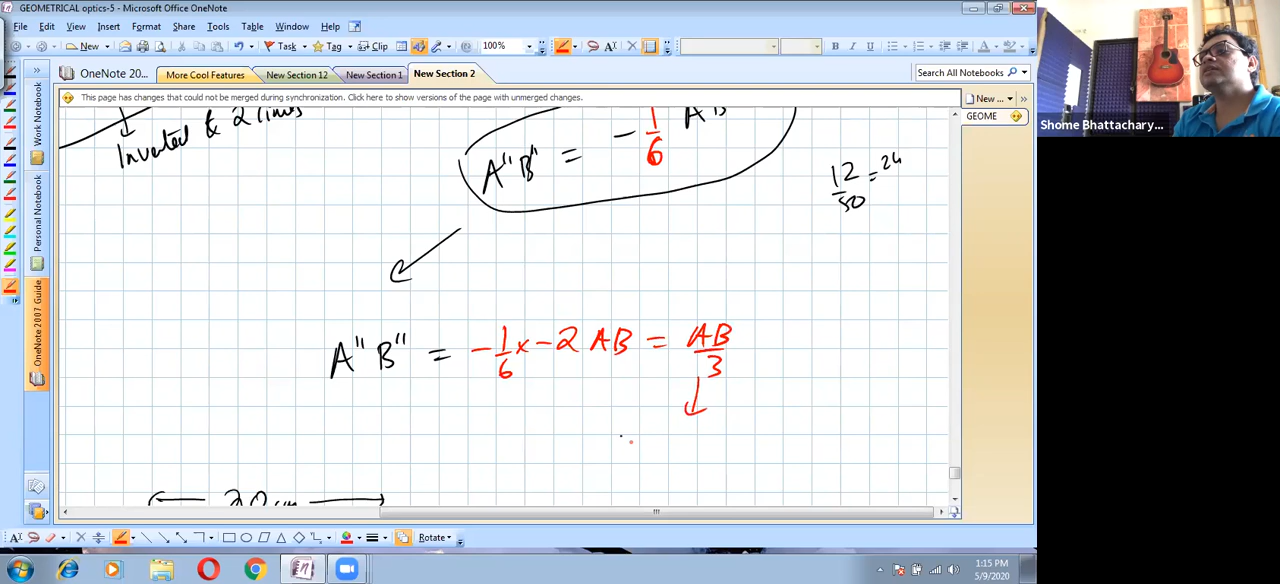 GEOMETRICAL optics-5 - Microsoft Office OneNote
File Edit View Insert Format Share Tools Table Window Help
New Task Tag Clip 100%
OneNote 20... More Cool Features New Section 12 New Section 1 New Section 2 Search All Notebooks
This page has changes that could not be merged during synchronization. Click here to show versions of the page with unmerged changes.
New ...
GEOME
Work Notebook
Personal Notebook
OneNote 2007 Guide
Shome Bhattachary...
Inverted & 2 times
A"B" = - 1/6 A'B'
12/50 = 24
A"B" = -1/6 x -2 AB = AB/3
20 cm
Rotate
1:15 PM
5/9/2020